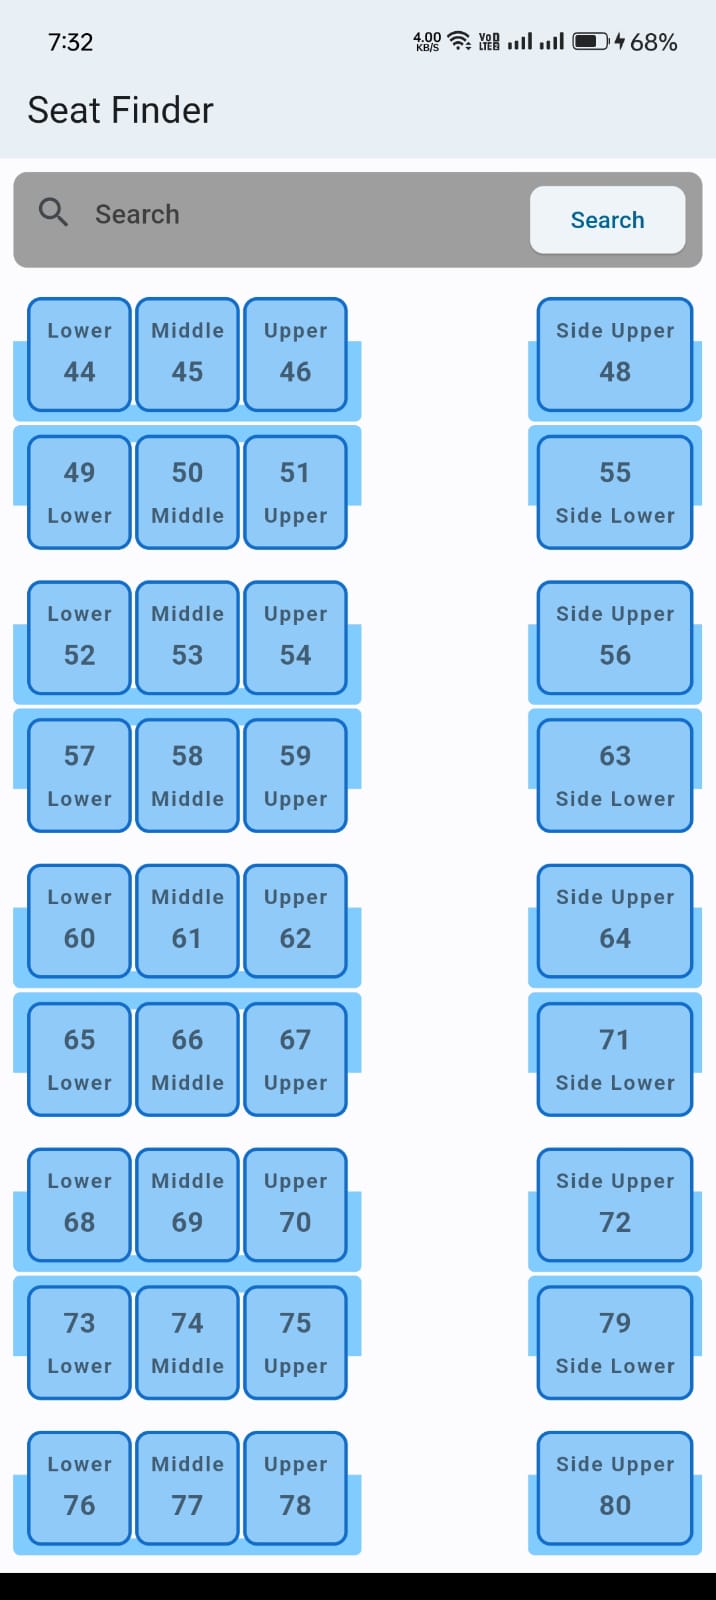 7:32
4.00 KB/S
Vo LTE 2
68%
Seat Finder
Search
Search
Lower Middle Upper Side Upper
44 45 46 48
49 50 51 55
Lower Middle Upper Side Lower
Lower Middle Upper Side Upper
52 53 54 56
57 58 59 63
Lower Middle Upper Side Lower
Lower Middle Upper Side Upper
60 61 62 64
65 66 67 71
Lower Middle Upper Side Lower
Lower Middle Upper Side Upper
68 69 70 72
73 74 75 79
Lower Middle Upper Side Lower
Lower Middle Upper Side Upper
76 77 78 80